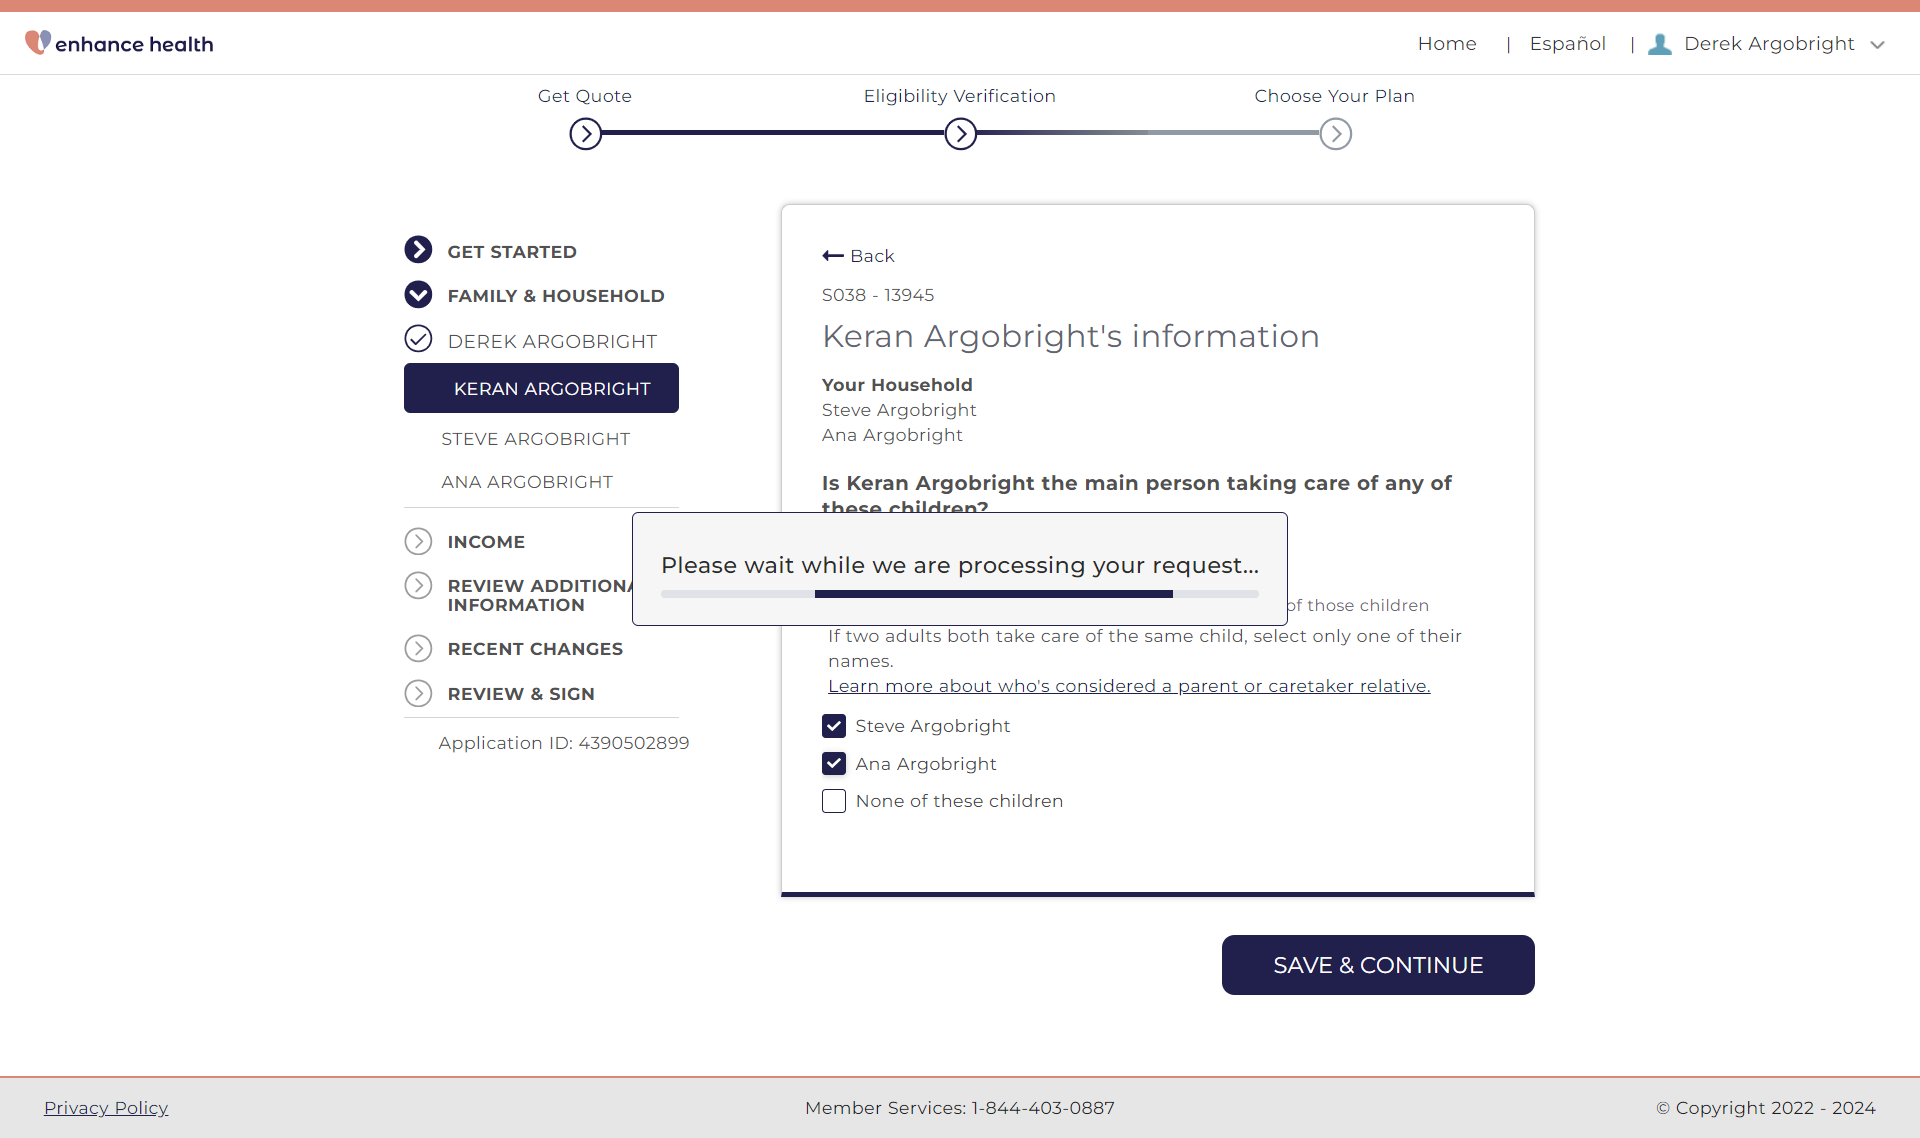 enhance health
Home | Español | Derek Argobright
Get Quote
Eligibility Verification
Choose Your Plan
GET STARTED
FAMILY & HOUSEHOLD
DEREK ARGOBRIGHT
KERAN ARGOBRIGHT
STEVE ARGOBRIGHT
ANA ARGOBRIGHT
INCOME
REVIEW ADDITIONA
INFORMATION
RECENT CHANGES
REVIEW & SIGN
Application ID: 4390502899
Back
S038 - 13945
Keran Argobright's information
Your Household
Steve Argobright
Ana Argobright
Is Keran Argobright the main person taking care of any of
these children?
Please wait while we are processing your request...
of those children
If two adults both take care of the same child, select only one of their
names.
Learn more about who's considered a parent or caretaker relative.
Steve Argobright
Ana Argobright
None of these children
SAVE & CONTINUE
Privacy Policy
Member Services: 1-844-403-0887
© Copyright 2022 - 2024